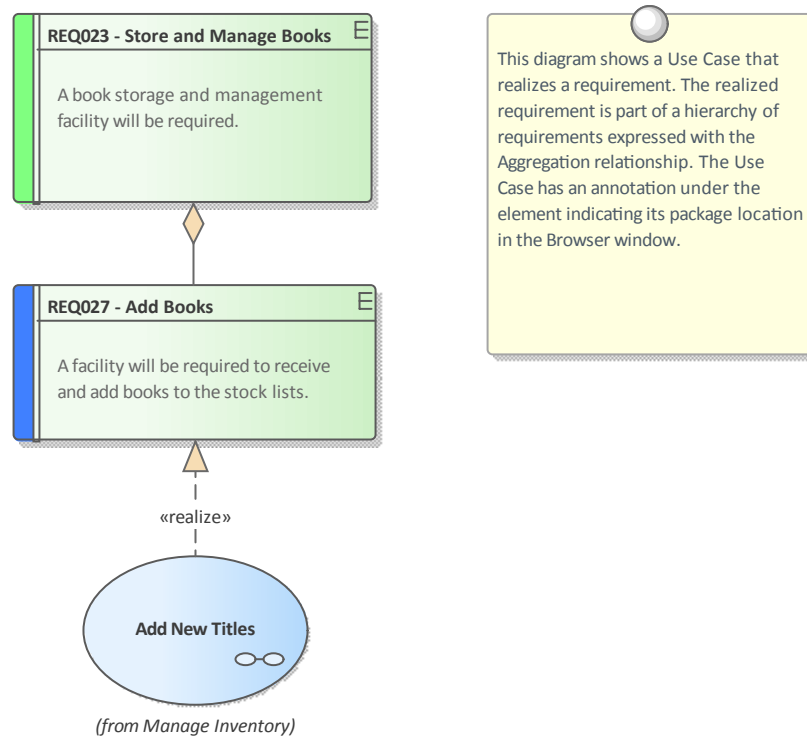 REQ023 - Store and Manage Books
E
A book storage and management
facility will be required.
REQ027 - Add Books
E
A facility will be required to receive
and add books to the stock lists.
«realize»
Add New Titles
(from Manage Inventory)
This diagram shows a Use Case that
realizes a requirement. The realized
requirement is part of a hierarchy of
requirements expressed with the
Aggregation relationship. The Use
Case has an annotation under the
element indicating its package location
in the Browser window.